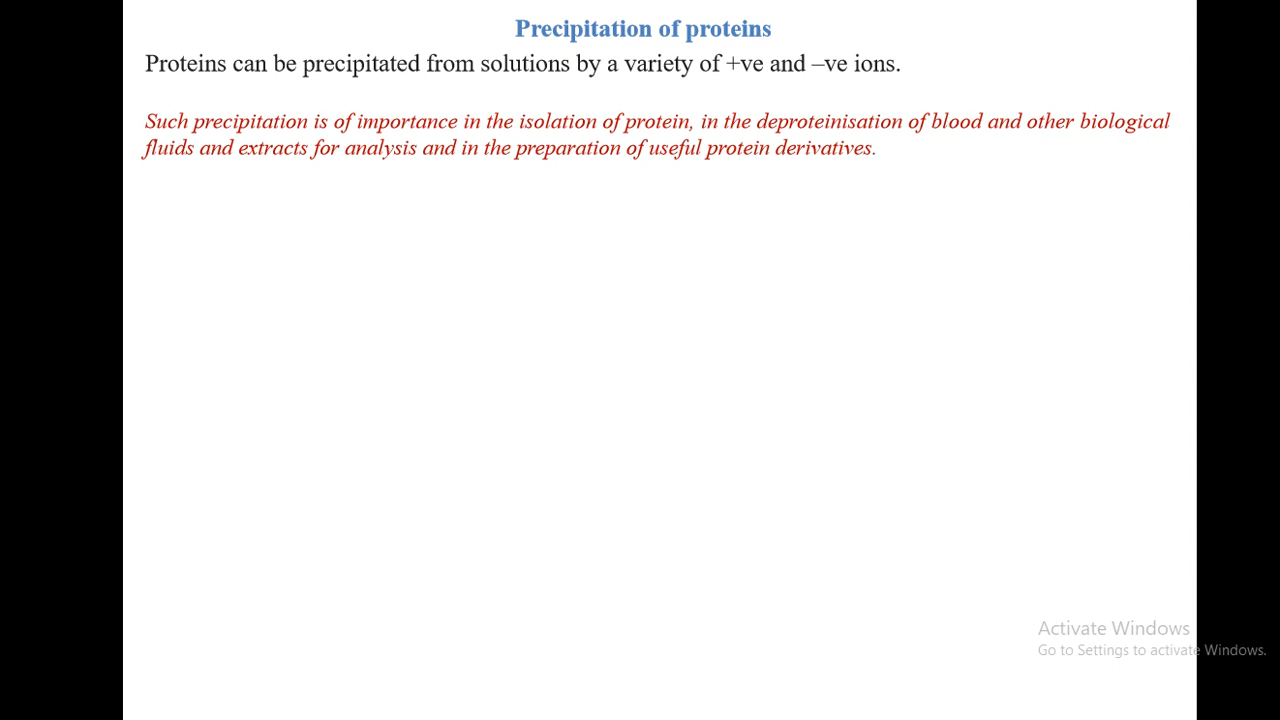 Precipitation of proteins
Proteins can be precipitated from solutions by a variety of +ve and –ve ions.
Such precipitation is of importance in the isolation of protein, in the deproteinisation of blood and other biological
fluids and extracts for analysis and in the preparation of useful protein derivatives.
Activate Windows
Go to Settings to activate Windows.